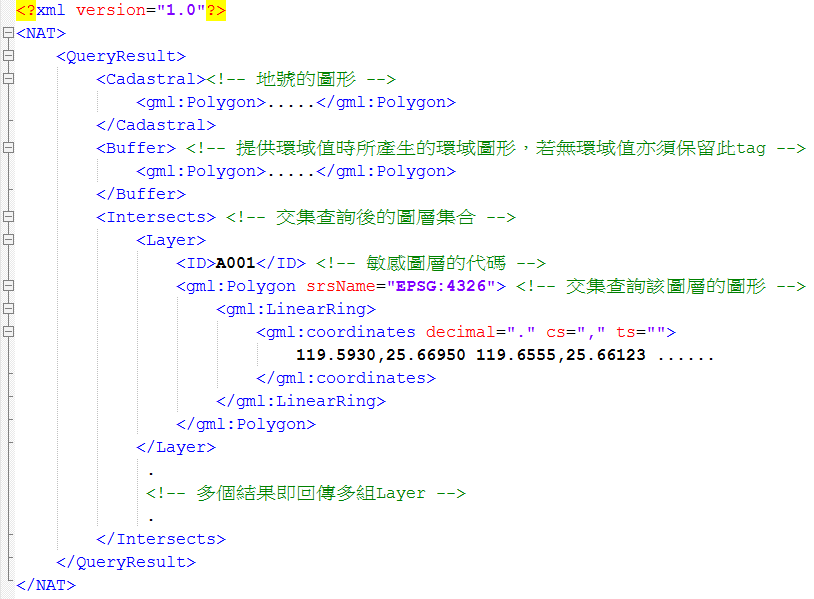 <?xml version="1.0"?>
<NAT>
<QueryResult>
<Cadastral><!-- 地號的圖形 -->
<gml:Polygon>.....</gml:Polygon>
</Cadastral>
<Buffer> <!-- 提供環域值時所產生的環域圖形，若無環域值亦須保留此tag -->
<gml:Polygon>.....</gml:Polygon>
</Buffer>
<Intersects> <!-- 交集查詢後的圖層集合 -->
<Layer>
<ID>A001</ID> <!-- 敏感圖層的代碼 -->
<gml:Polygon srsName="EPSG:4326"> <!-- 交集查詢該圖層的圖形 -->
<gml:LinearRing>
<gml:coordinates decimal="." cs="," ts="">
119.5930,25.66950 119.6555,25.66123 ......
</gml:coordinates>
</gml:LinearRing>
</gml:Polygon>
</Layer>
.
<!-- 多個結果即回傳多組Layer -->
.
</Intersects>
</QueryResult>
</NAT>